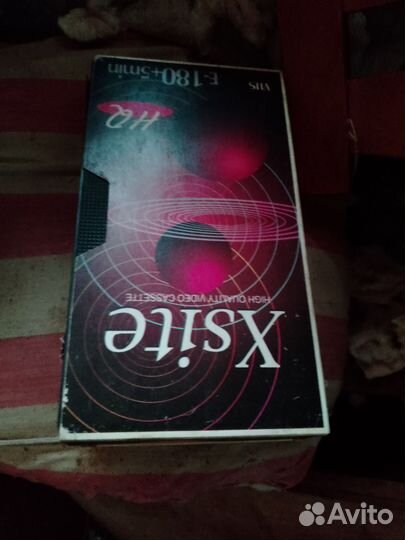 Xsite
HIGH QUALITY VIDEO CASSETTE
HQ
VHS
E-180+5min
Avito